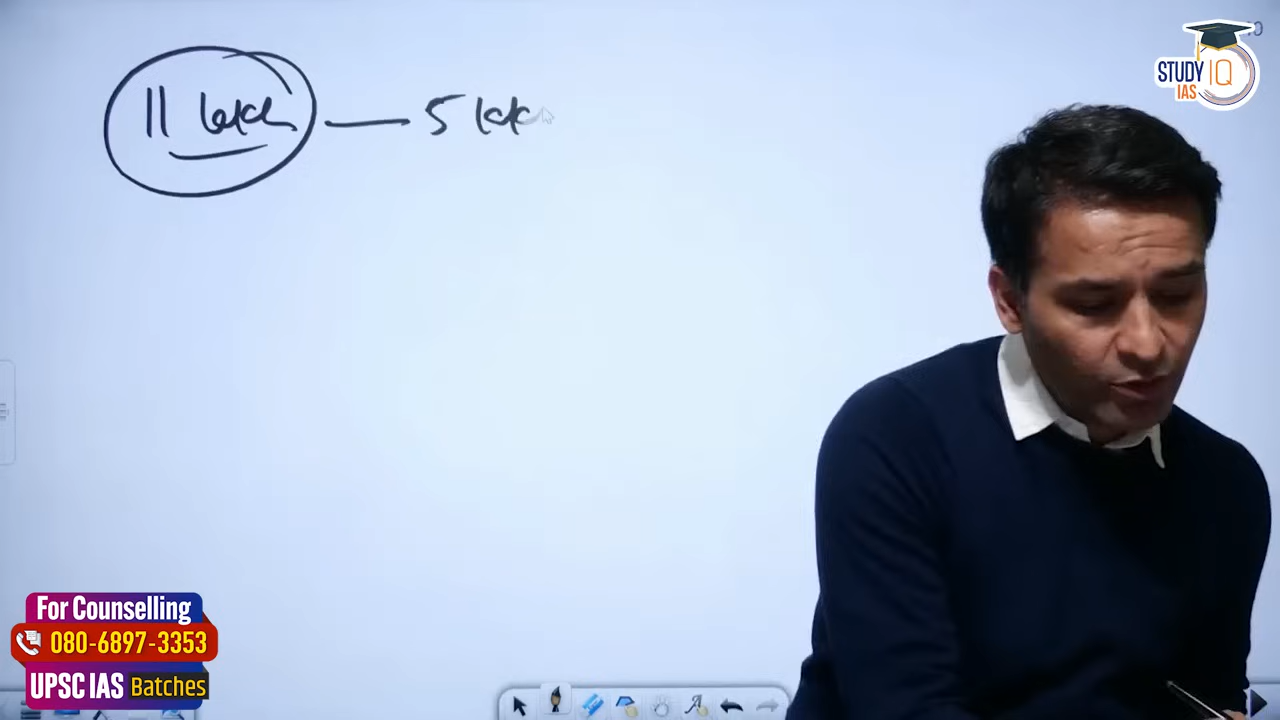 11 lakh — 5 lakh
STUDY IQ
IAS
For Counselling
080-6897-3353
UPSC IAS Batches